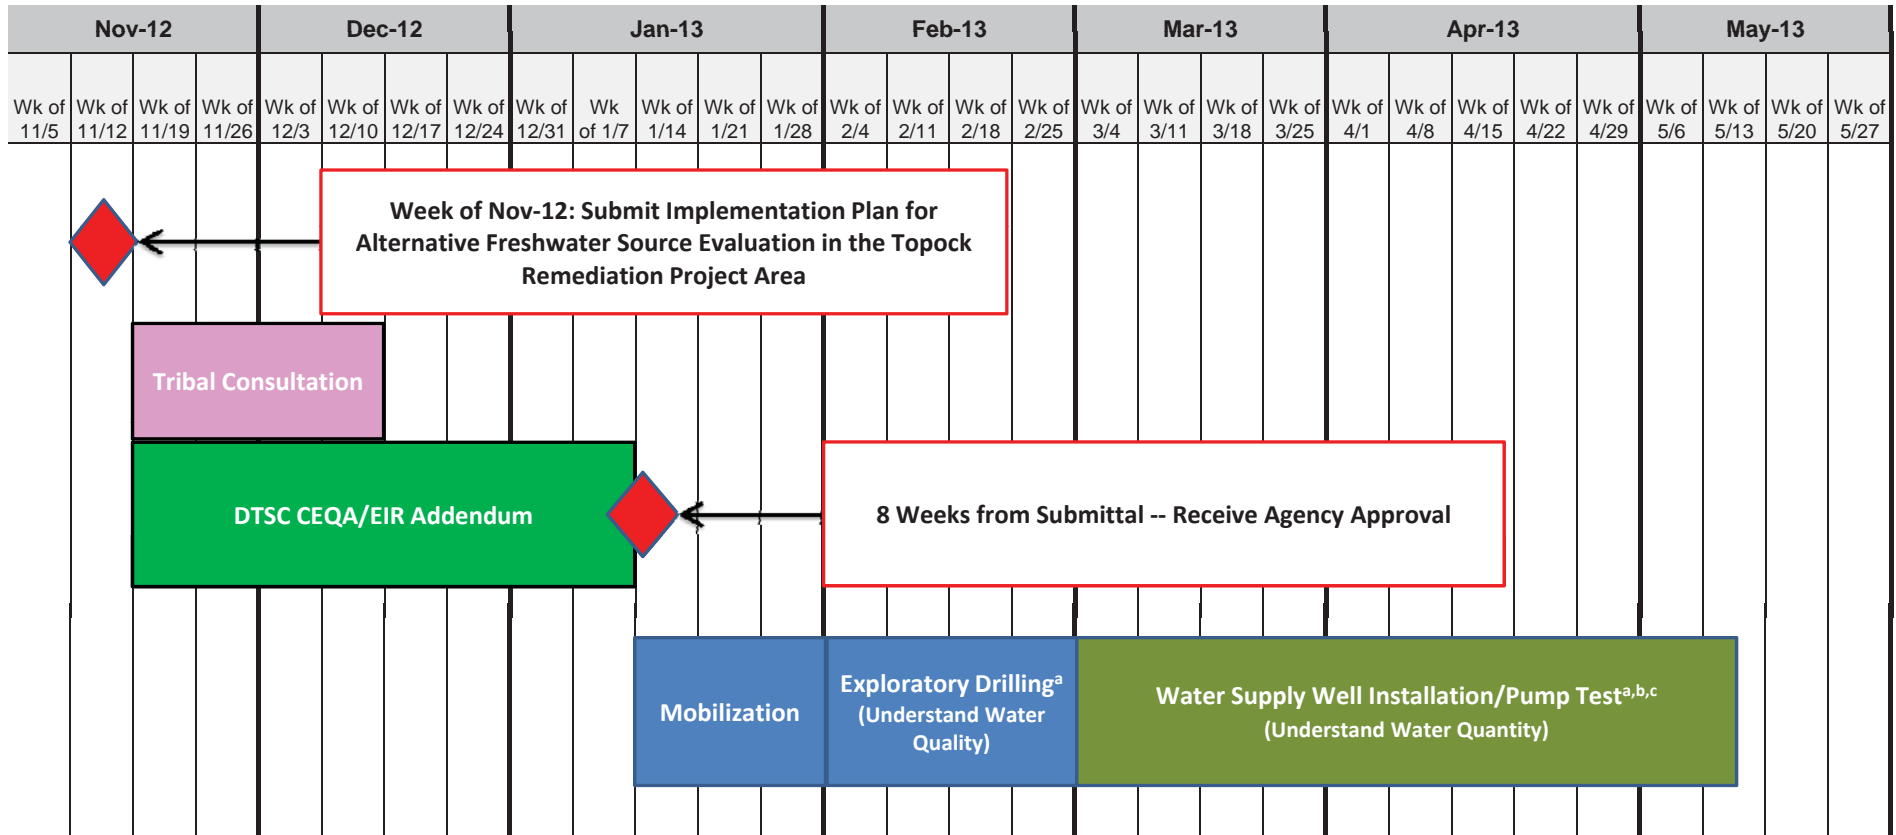 Nov-12 Dec-12 Jan-13 Feb-13 Mar-13 Apr-13 May-13
Wk of Wk of Wk of Wk of Wk of Wk of Wk of Wk of Wk of Wk Wk of Wk of Wk of Wk of Wk of Wk of Wk of Wk of Wk of Wk of Wk of Wk of Wk of Wk of Wk of Wk of Wk of Wk of Wk of Wk of
11/5 11/12 11/19 11/26 12/3 12/10 12/17 12/24 12/31 of 1/7 1/14 1/21 1/28 2/4 2/11 2/18 2/25 3/4 3/11 3/18 3/25 4/1 4/8 4/15 4/22 4/29 5/6 5/13 5/20 5/27
Week of Nov-12: Submit Implementation Plan for
Alternative Freshwater Source Evaluation in the Topock
Remediation Project Area
Tribal Consultation
DTSC CEQA/EIR Addendum
8 Weeks from Submittal -- Receive Agency Approval
Mobilization
Exploratory Drillingᵃ
(Understand Water
Quality)
Water Supply Well Installation/Pump Testᵃ,ᵇ,ᶜ
(Understand Water Quantity)